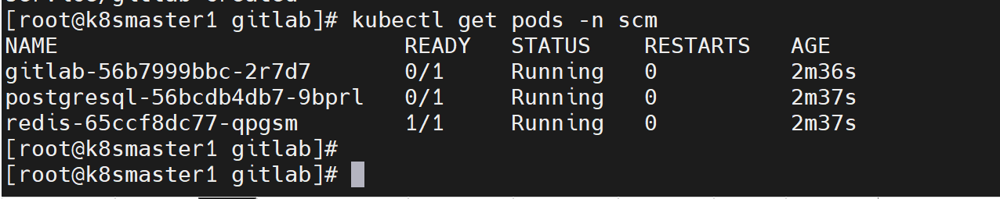 [root@k8smaster1 gitlab]# kubectl get pods -n scm
NAME READY STATUS RESTARTS AGE
gitlab-56b7999bbc-2r7d7 0/1 Running 0 2m36s
postgresql-56bcdb4db7-9bprl 0/1 Running 0 2m37s
redis-65ccf8dc77-qpgsm 1/1 Running 0 2m37s
[root@k8smaster1 gitlab]#
[root@k8smaster1 gitlab]#